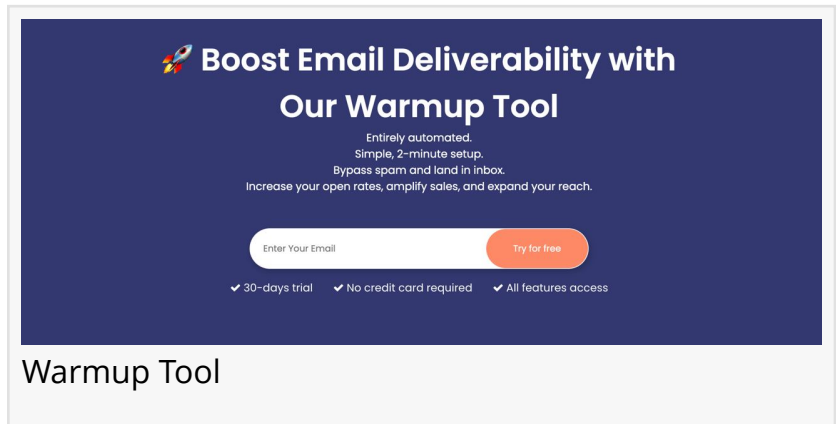 🚀 Boost Email Deliverability with
Our Warmup Tool
Entirely automated.
Simple, 2-minute setup.
Bypass spam and land in inbox.
Increase your open rates, amplify sales, and expand your reach.
Enter Your Email
Try for free
✔ 30-days trial ✔ No credit card required ✔ All features access
Warmup Tool